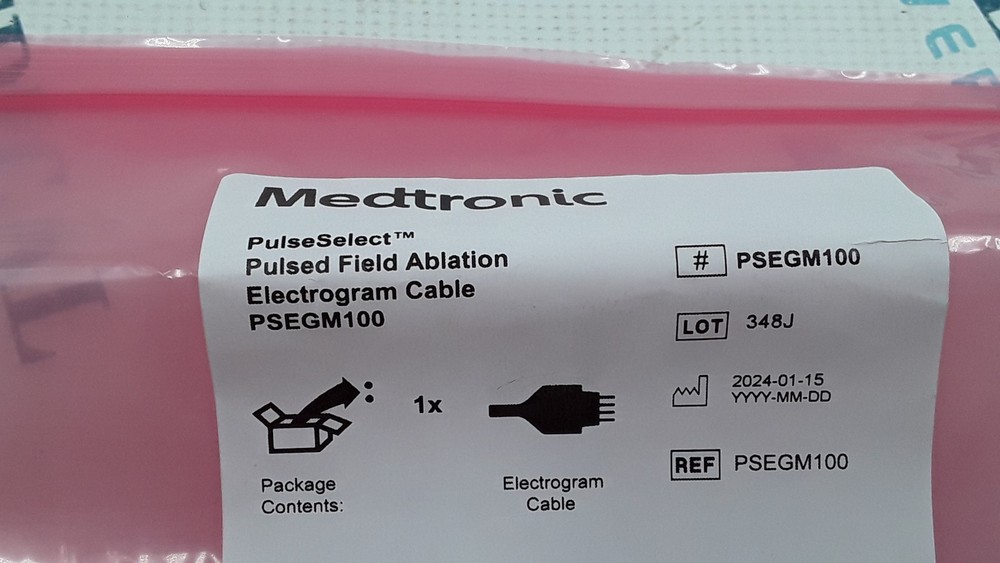 Medtronic
PulseSelect™
Pulsed Field Ablation
Electrogram Cable
PSEGM100
# PSEGM100
LOT 348J
2024-01-15
YYYY-MM-DD
REF PSEGM100
1x
Package
Contents:
Electrogram
Cable